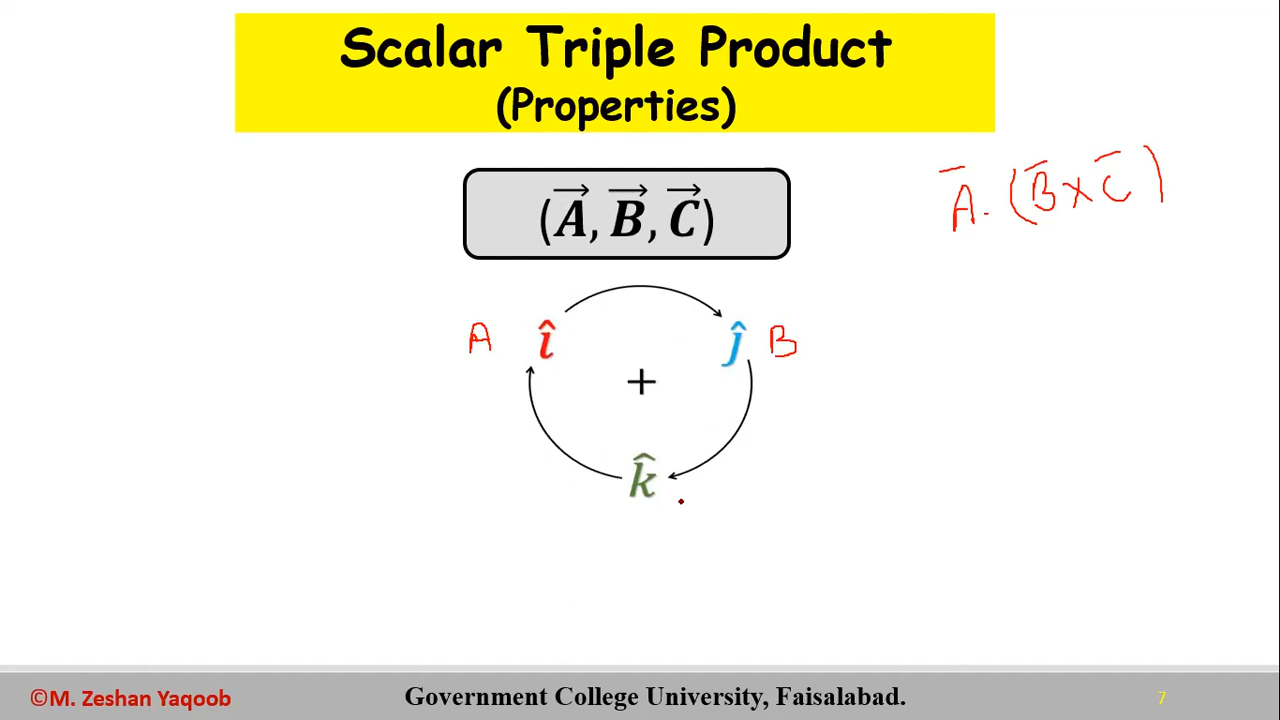 Scalar Triple Product
(Properties)
(A⃗, B⃗, C⃗)
A̅. (B̅ × C̅)
A î ĵ B
+
k̂
©M. Zeshan Yaqoob Government College University, Faisalabad. 7